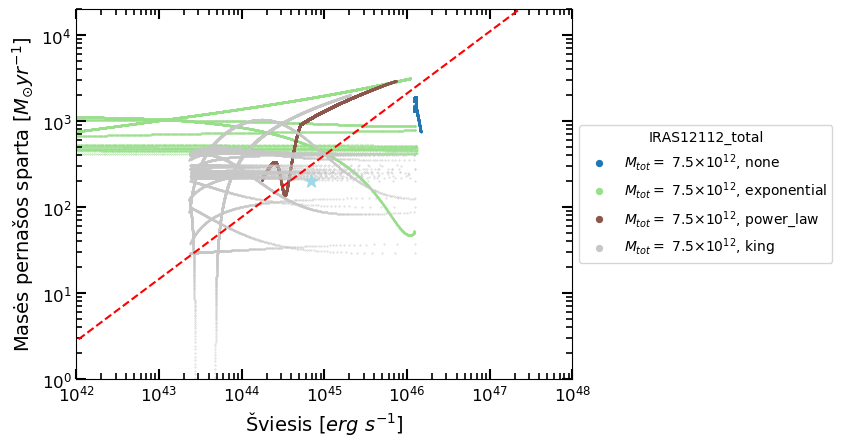 10⁴
10³
10²
10¹
10⁰
Masės pernašos sparta [M⊙yr⁻¹]
10⁴² 10⁴³ 10⁴⁴ 10⁴⁵ 10⁴⁶ 10⁴⁷ 10⁴⁸
Šviesis [erg s⁻¹]
IRAS12112_total
M_tot = 7.5×10¹², none
M_tot = 7.5×10¹², exponential
M_tot = 7.5×10¹², power_law
M_tot = 7.5×10¹², king